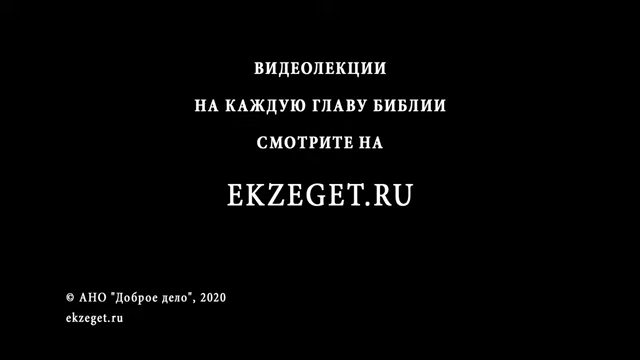 ВИДЕОЛЕКЦИИ
НА КАЖДУЮ ГЛАВУ БИБЛИИ
СМОТРИТЕ НА
EKZEGET.RU
© АНО "Доброе дело", 2020
ekzeget.ru